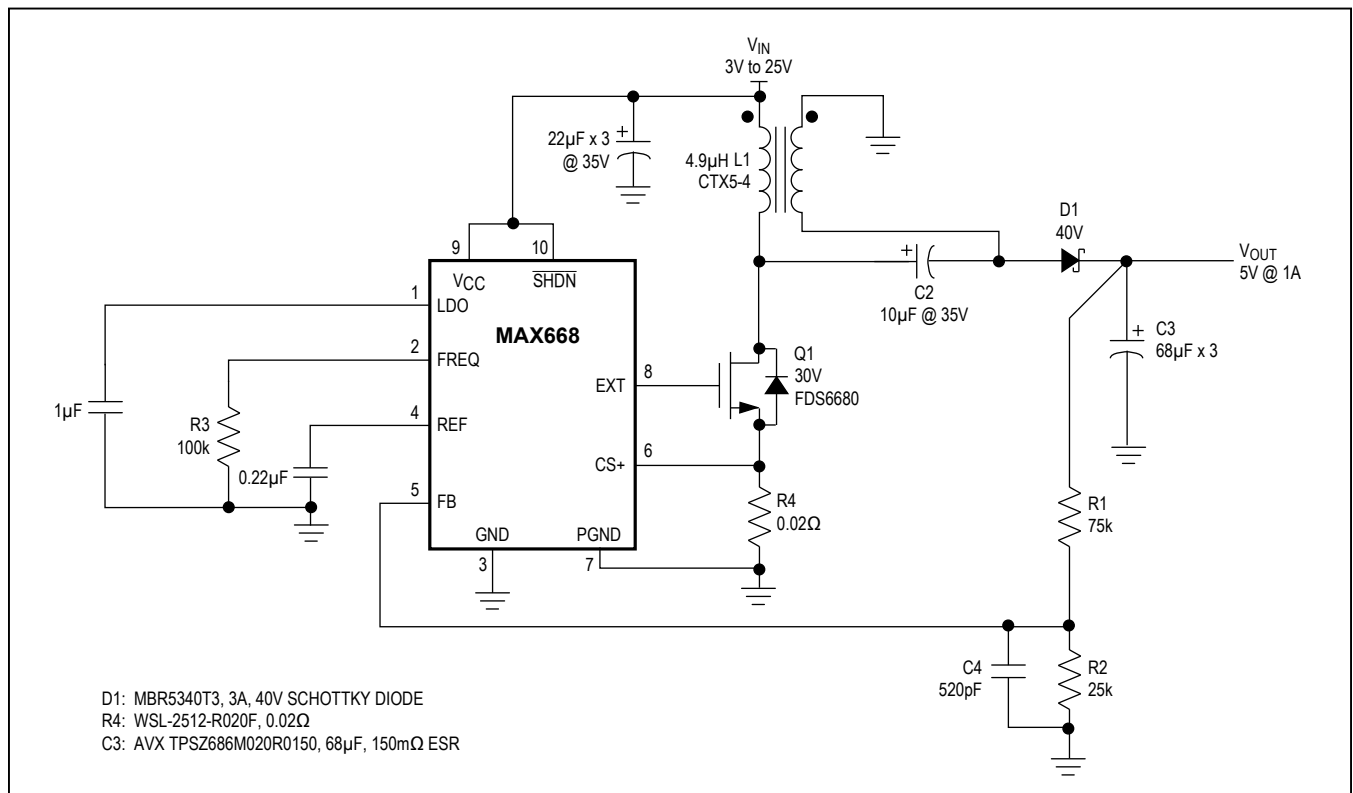 V_IN
3V to 25V
22µF x 3
@ 35V
+
4.9µH L1
CTX5-4
D1
40V
V_OUT
5V @ 1A
+
C2
10µF @ 35V
C3
68µF x 3
+
9
10
V_CC
S̅H̅D̅N̅
1
LDO
MAX668
2
FREQ
EXT
8
Q1
30V
FDS6680
1µF
R3
100k
4
REF
0.22µF
CS+
6
5
FB
R4
0.02Ω
R1
75k
GND
PGND
3
7
C4
520pF
R2
25k
D1: MBR5340T3, 3A, 40V SCHOTTKY DIODE
R4: WSL-2512-R020F, 0.02Ω
C3: AVX TPSZ686M020R0150, 68µF, 150mΩ ESR